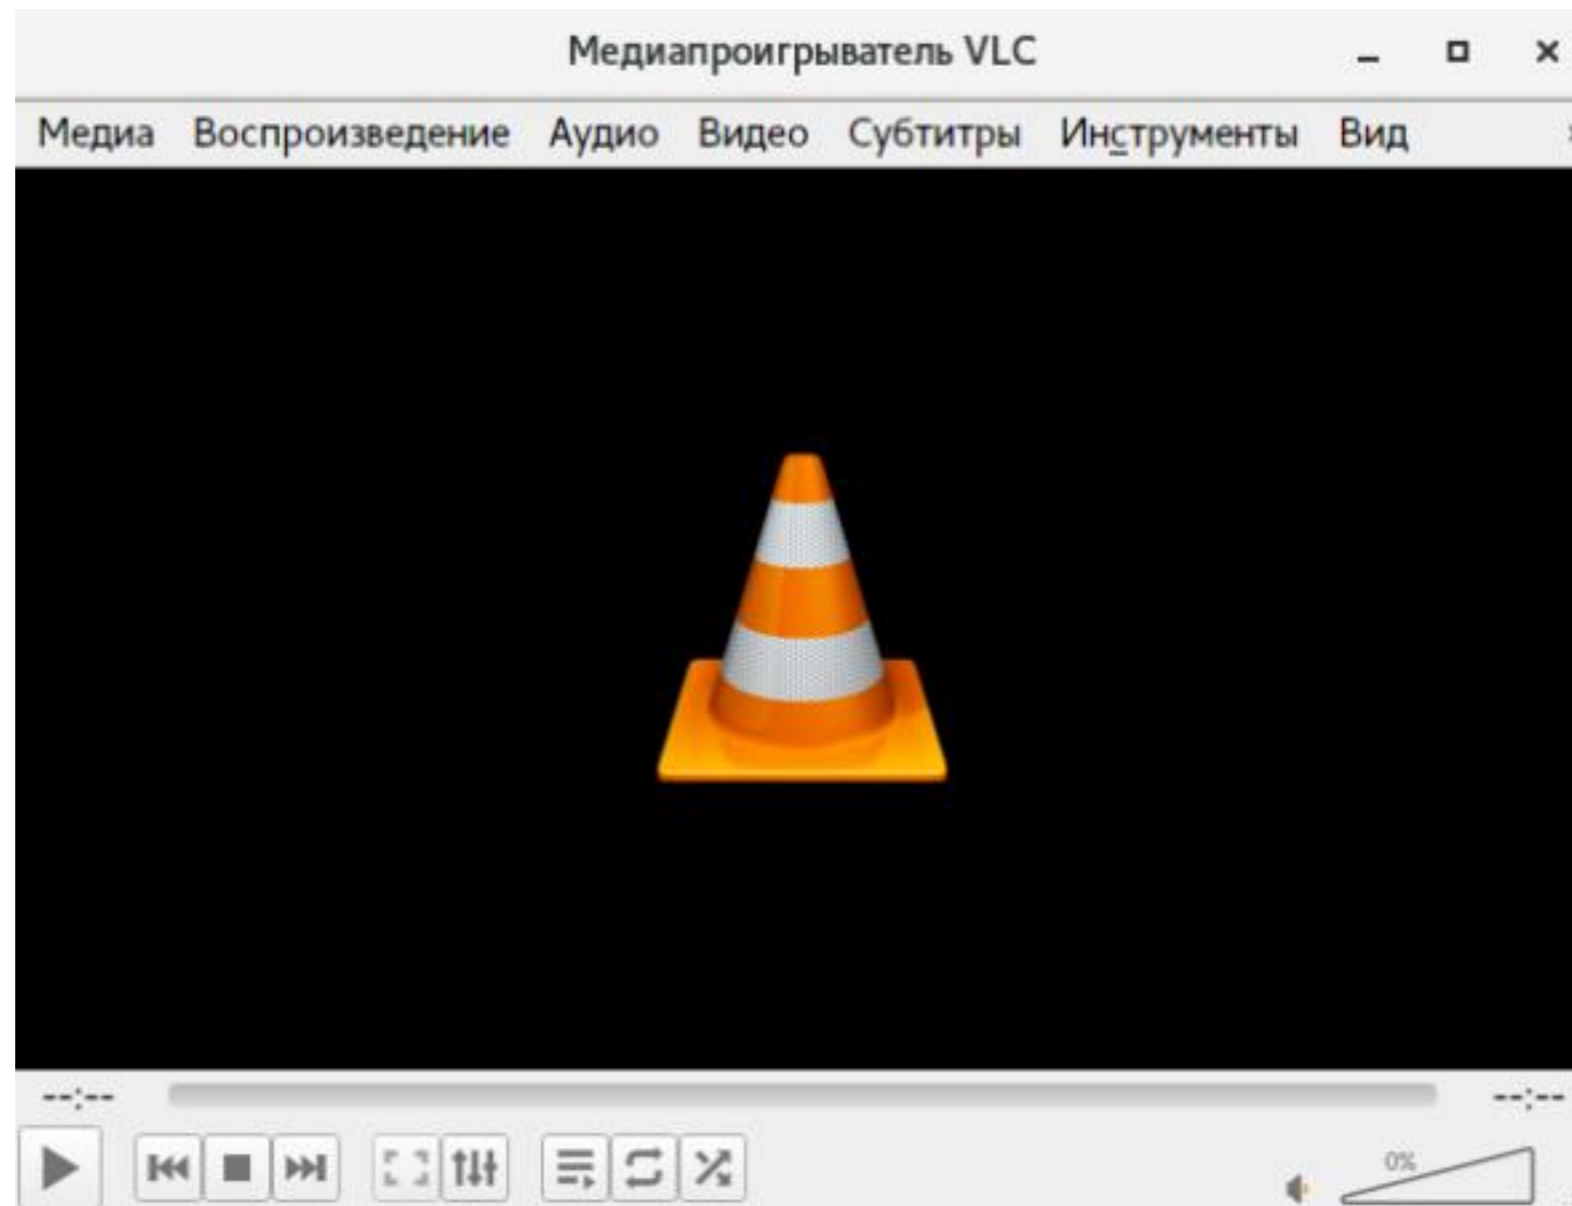 Медиапроигрыватель VLC
Медиа Воспроизведение Аудио Видео Субтитры Инструменты Вид
--:-- --:--
0%